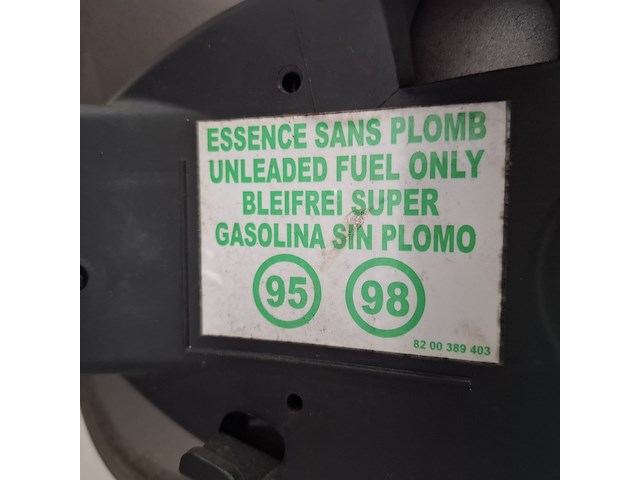 ESSENCE SANS PLOMB
UNLEADED FUEL ONLY
BLEIFREI SUPER
GASOLINA SIN PLOMO
95 98
82 00 389 403